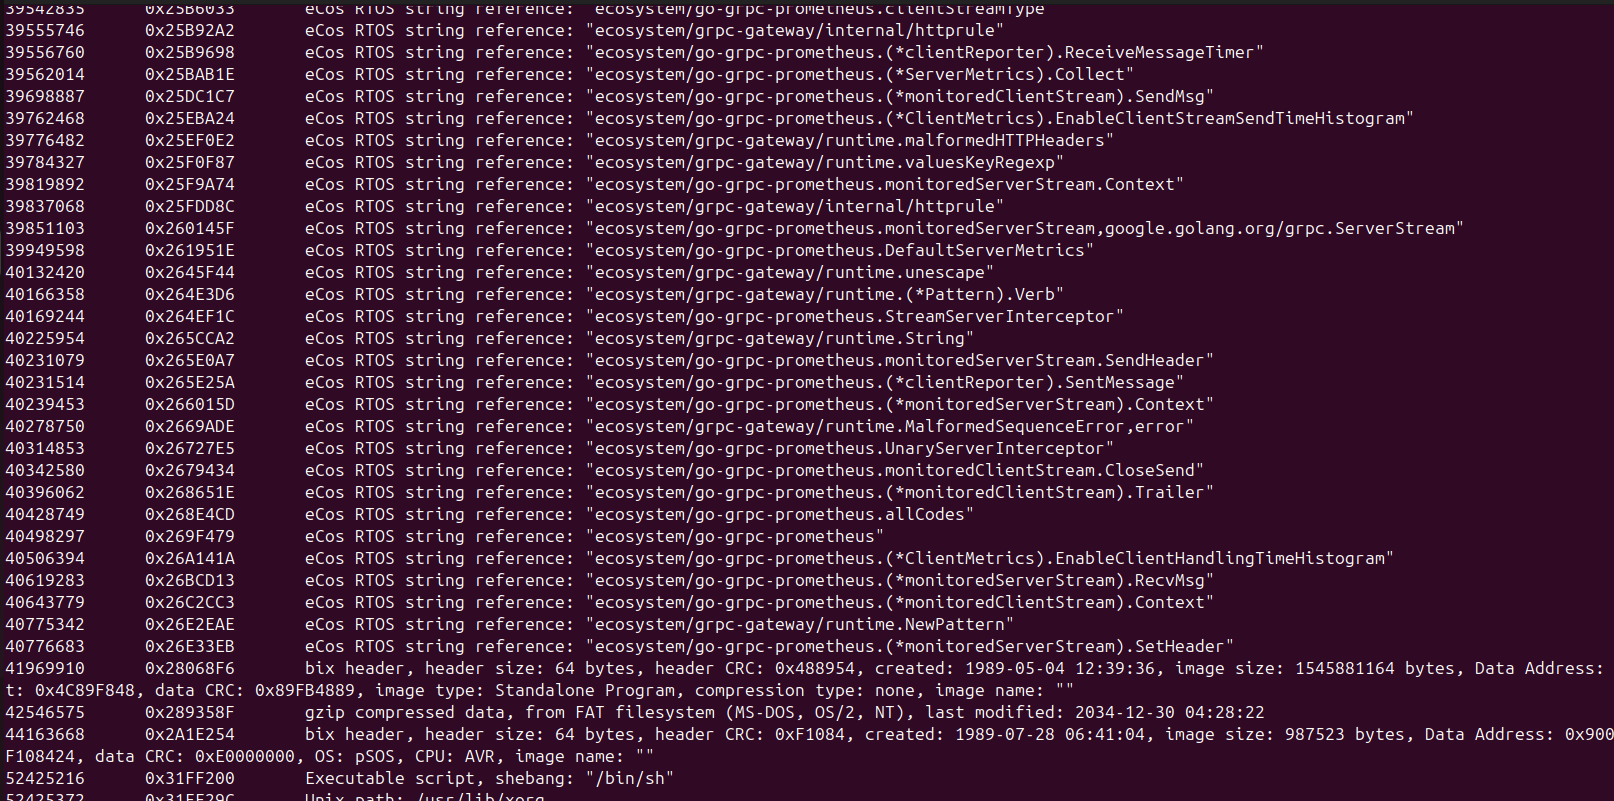 39542835 0x25B6033 eCos RTOS string reference: "ecosystem/go-grpc-prometheus.clientStreamType
39555746 0x25B92A2 eCos RTOS string reference: "ecosystem/grpc-gateway/internal/httprule"
39556760 0x25B9698 eCos RTOS string reference: "ecosystem/go-grpc-prometheus.(*clientReporter).ReceiveMessageTimer"
39562014 0x25BAB1E eCos RTOS string reference: "ecosystem/go-grpc-prometheus.(*ServerMetrics).Collect"
39698887 0x25DC1C7 eCos RTOS string reference: "ecosystem/go-grpc-prometheus.(*monitoredClientStream).SendMsg"
39762468 0x25EBA24 eCos RTOS string reference: "ecosystem/go-grpc-prometheus.(*ClientMetrics).EnableClientStreamSendTimeHistogram"
39776482 0x25EF0E2 eCos RTOS string reference: "ecosystem/grpc-gateway/runtime.malformedHTTPHeaders"
39784327 0x25F0F87 eCos RTOS string reference: "ecosystem/grpc-gateway/runtime.valuesKeyRegexp"
39819892 0x25F9A74 eCos RTOS string reference: "ecosystem/go-grpc-prometheus.monitoredServerStream.Context"
39837068 0x25FDD8C eCos RTOS string reference: "ecosystem/grpc-gateway/internal/httprule"
39851103 0x260145F eCos RTOS string reference: "ecosystem/go-grpc-prometheus.monitoredServerStream,google.golang.org/grpc.ServerStream"
39949598 0x261951E eCos RTOS string reference: "ecosystem/go-grpc-prometheus.DefaultServerMetrics"
40132420 0x2645F44 eCos RTOS string reference: "ecosystem/grpc-gateway/runtime.unescape"
40166358 0x264E3D6 eCos RTOS string reference: "ecosystem/grpc-gateway/runtime.(*Pattern).Verb"
40169244 0x264EF1C eCos RTOS string reference: "ecosystem/go-grpc-prometheus.StreamServerInterceptor"
40225954 0x265CCA2 eCos RTOS string reference: "ecosystem/grpc-gateway/runtime.String"
40231079 0x265E0A7 eCos RTOS string reference: "ecosystem/go-grpc-prometheus.monitoredServerStream.SendHeader"
40231514 0x265E25A eCos RTOS string reference: "ecosystem/go-grpc-prometheus.(*clientReporter).SentMessage"
40239453 0x266015D eCos RTOS string reference: "ecosystem/go-grpc-prometheus.(*monitoredServerStream).Context"
40278750 0x2669ADE eCos RTOS string reference: "ecosystem/grpc-gateway/runtime.MalformedSequenceError,error"
40314853 0x26727E5 eCos RTOS string reference: "ecosystem/go-grpc-prometheus.UnaryServerInterceptor"
40342580 0x2679434 eCos RTOS string reference: "ecosystem/go-grpc-prometheus.monitoredClientStream.CloseSend"
40396062 0x268651E eCos RTOS string reference: "ecosystem/go-grpc-prometheus.(*monitoredClientStream).Trailer"
40428749 0x268E4CD eCos RTOS string reference: "ecosystem/go-grpc-prometheus.allCodes"
40498297 0x269F479 eCos RTOS string reference: "ecosystem/go-grpc-prometheus"
40506394 0x26A141A eCos RTOS string reference: "ecosystem/go-grpc-prometheus.(*ClientMetrics).EnableClientHandlingTimeHistogram"
40619283 0x26BCD13 eCos RTOS string reference: "ecosystem/go-grpc-prometheus.(*monitoredServerStream).RecvMsg"
40643779 0x26C2CC3 eCos RTOS string reference: "ecosystem/go-grpc-prometheus.(*monitoredClientStream).Context"
40775342 0x26E2EAE eCos RTOS string reference: "ecosystem/grpc-gateway/runtime.NewPattern"
40776683 0x26E33EB eCos RTOS string reference: "ecosystem/go-grpc-prometheus.(*monitoredServerStream).SetHeader"
41969910 0x28068F6 bix header, header size: 64 bytes, header CRC: 0x488954, created: 1989-05-04 12:39:36, image size: 1545881164 bytes, Data Address:
t: 0x4C89F848, data CRC: 0x89FB4889, image type: Standalone Program, compression type: none, image name: ""
42546575 0x289358F gzip compressed data, from FAT filesystem (MS-DOS, OS/2, NT), last modified: 2034-12-30 04:28:22
44163668 0x2A1E254 bix header, header size: 64 bytes, header CRC: 0xF1084, created: 1989-07-28 06:41:04, image size: 987523 bytes, Data Address: 0x900
F108424, data CRC: 0xE0000000, OS: pSOS, CPU: AVR, image name: ""
52425216 0x31FF200 Executable script, shebang: "/bin/sh"
52425372 0x31FF29C Unix path: /usr/lib/xorg